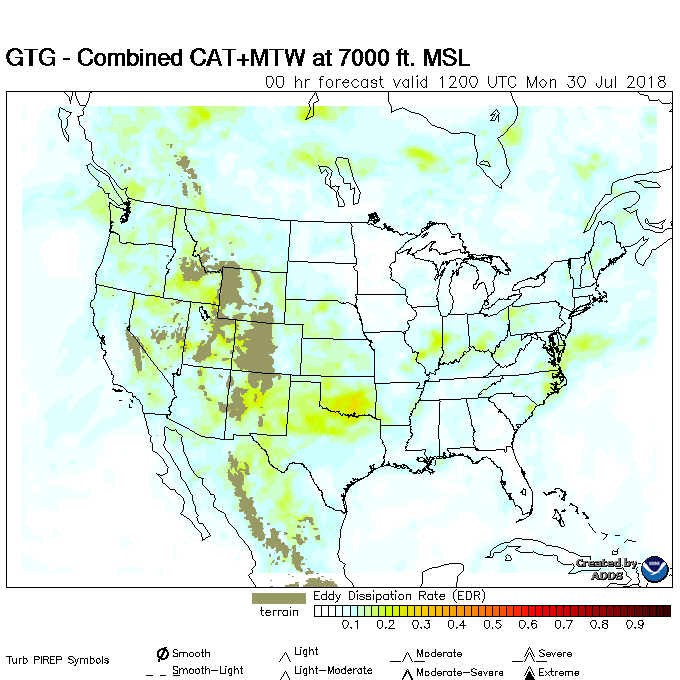 GTG - Combined CAT+MTW at 7000 ft. MSL
00 hr forecast valid 1200 UTC Mon 30 Jul 2018
Created by
ADDS
terrain
Eddy Dissipation Rate (EDR)
0.1 0.2 0.3 0.4 0.5 0.6 0.7 0.8 0.9
Turb PIREP Symbols
Smooth
Smooth-Light
Light
Light-Moderate
Moderate
Moderate-Severe
Severe
Extreme